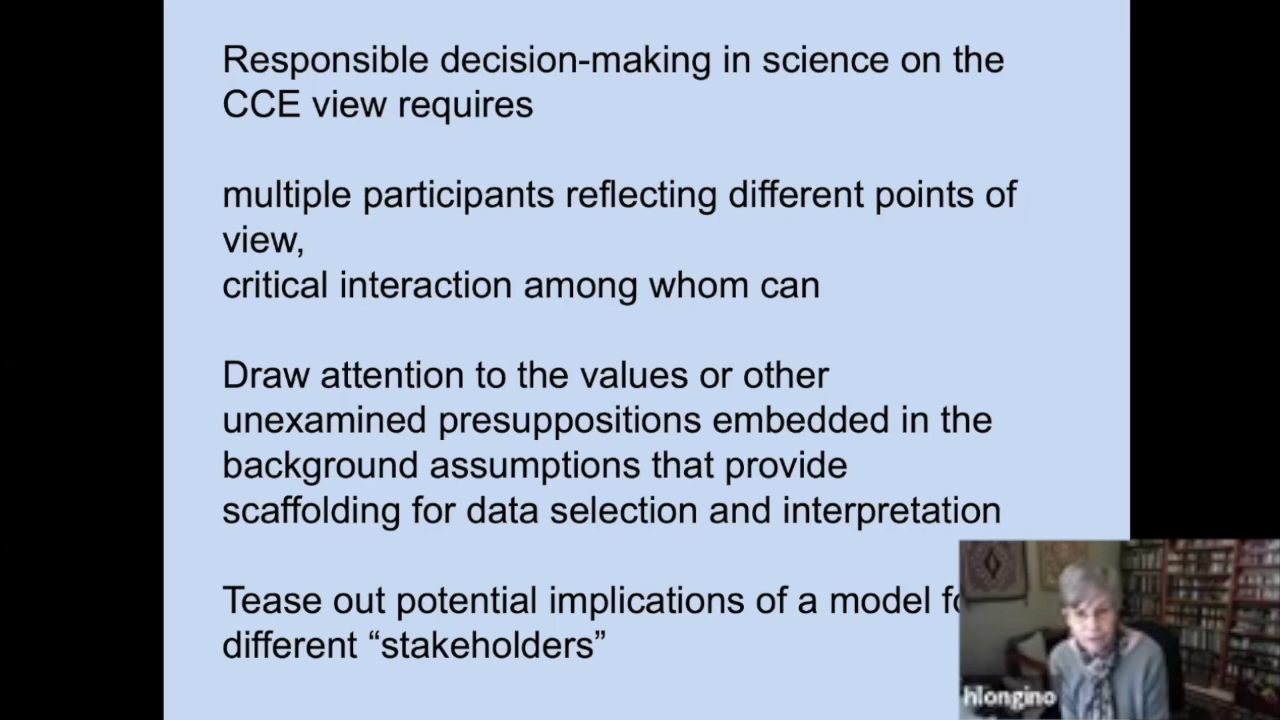 Responsible decision-making in science on the
CCE view requires
multiple participants reflecting different points of
view,
critical interaction among whom can
Draw attention to the values or other
unexamined presuppositions embedded in the
background assumptions that provide
scaffolding for data selection and interpretation
Tease out potential implications of a model
different “stakeholders”
hlongino